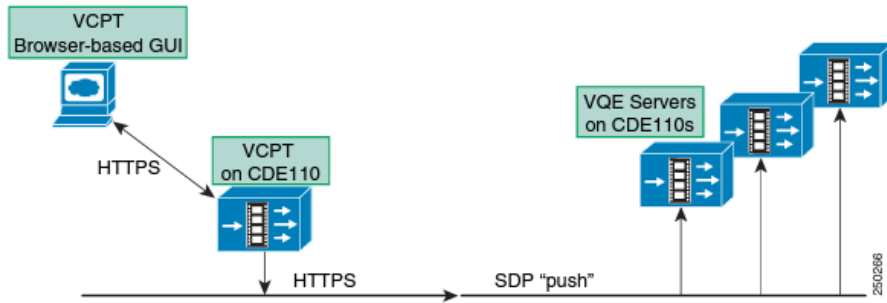 VCPT
Browser-based GUI
HTTPS
VCPT
on CDE110
VQE Servers
on CDE110s
HTTPS
SDP “push”
250266